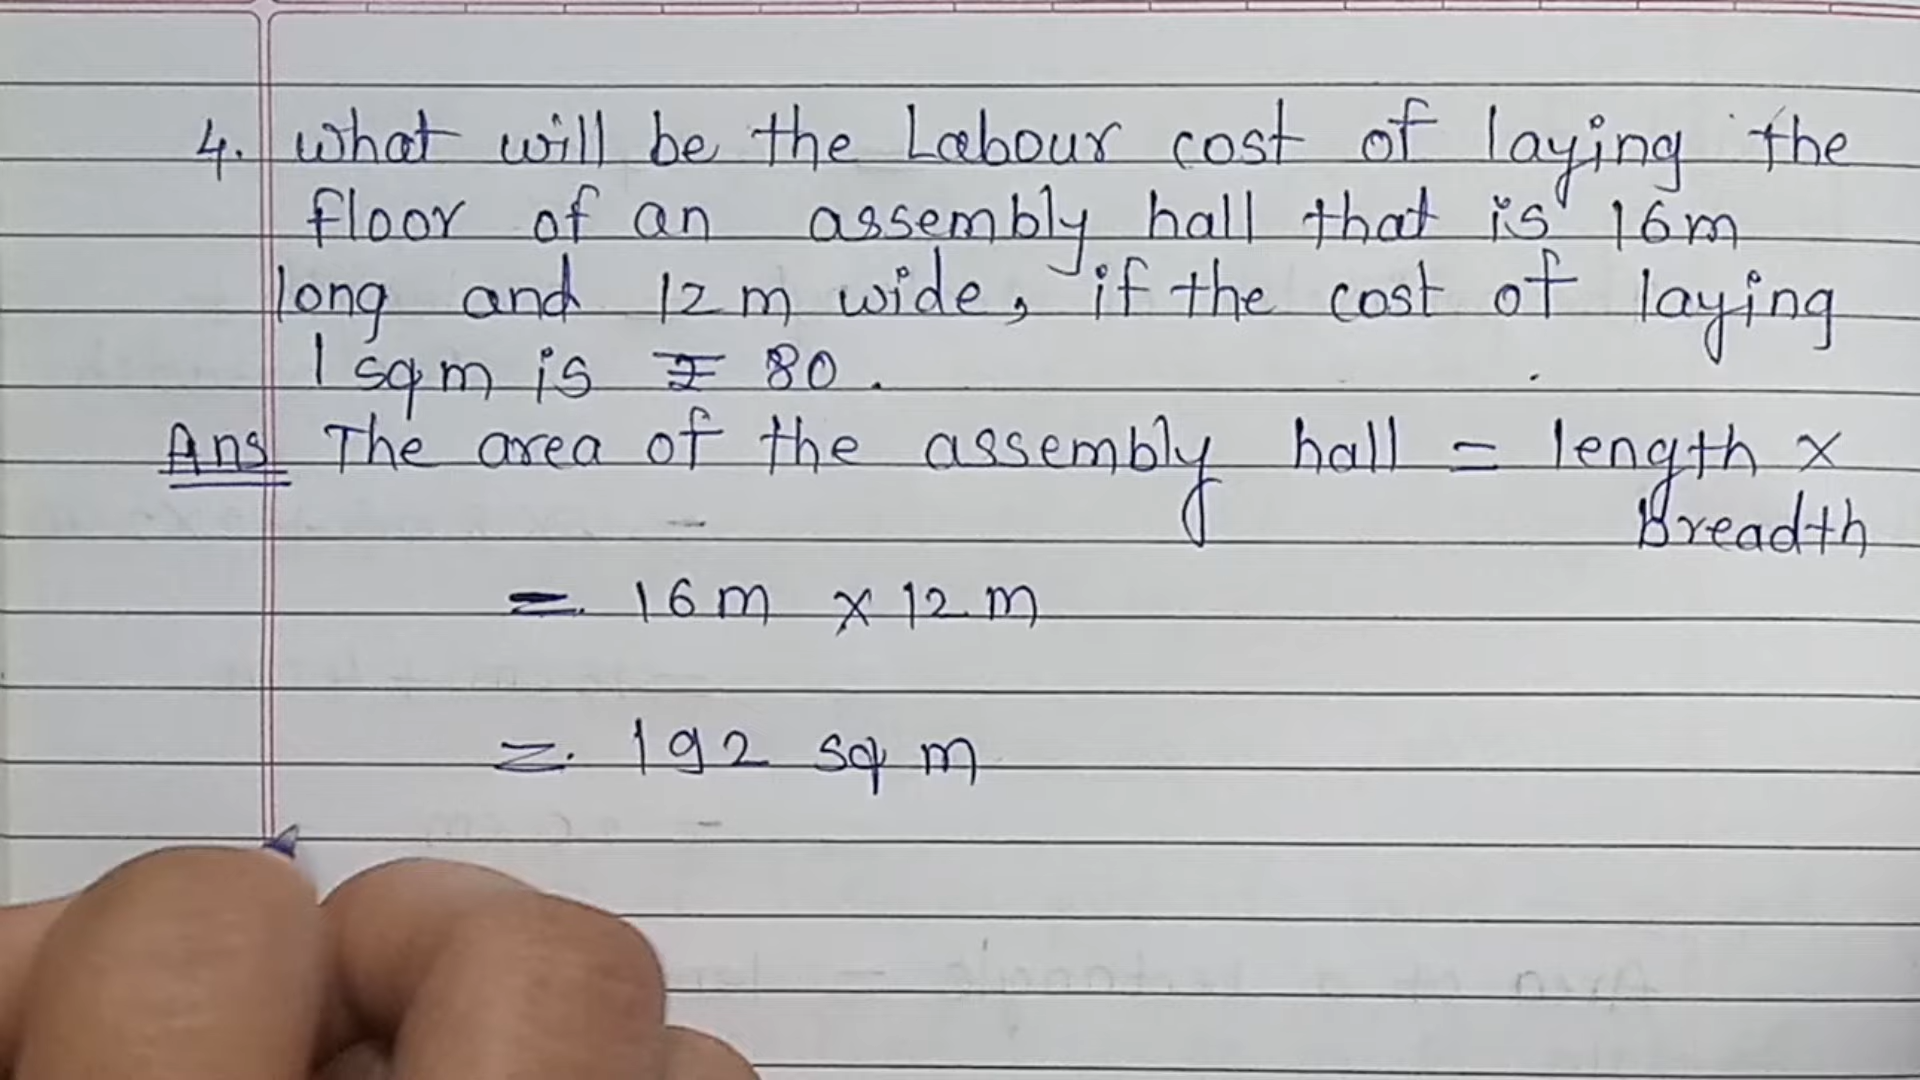 4. What will be the Labour cost of laying the
floor of an assembly hall that is 16m
long and 12 m wide, if the cost of laying
1 sq m is ₹ 80.
Ans The area of the assembly hall = length ×
Breadth
= 16m × 12 m
= 192 sq m